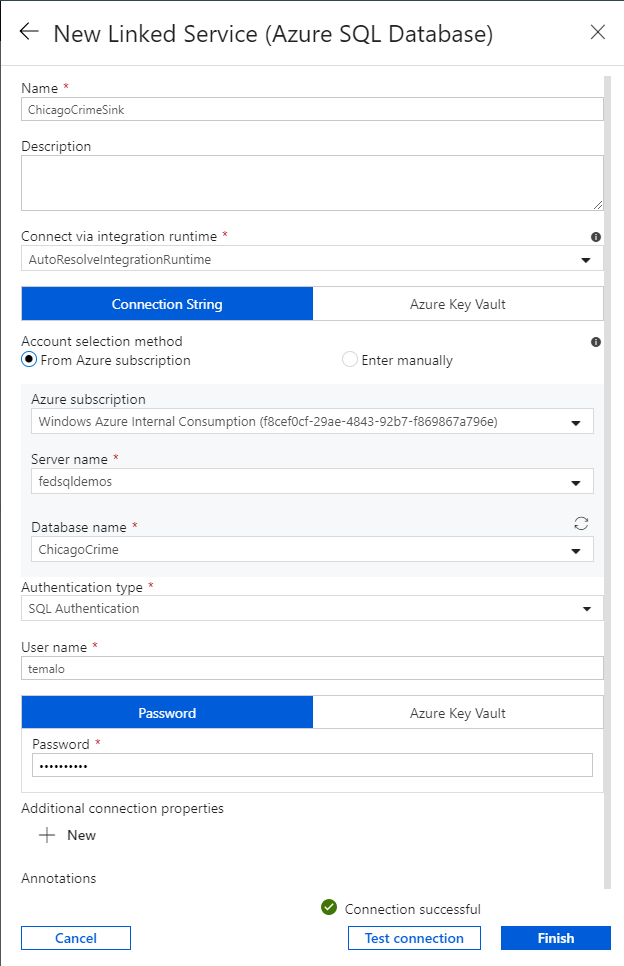 New Linked Service (Azure SQL Database)
Name *
ChicagoCrimeSink
Description
Connect via integration runtime *
AutoResolveIntegrationRuntime
Connection String
Azure Key Vault
Account selection method
From Azure subscription
Enter manually
Azure subscription
Windows Azure Internal Consumption (f8cef0cf-29ae-4843-92b7-f869867a796e)
Server name *
fedsqldemos
Database name *
ChicagoCrime
Authentication type *
SQL Authentication
User name *
temalo
Password
Azure Key Vault
Password *
••••••••••
Additional connection properties
New
Annotations
Connection successful
Cancel
Test connection
Finish